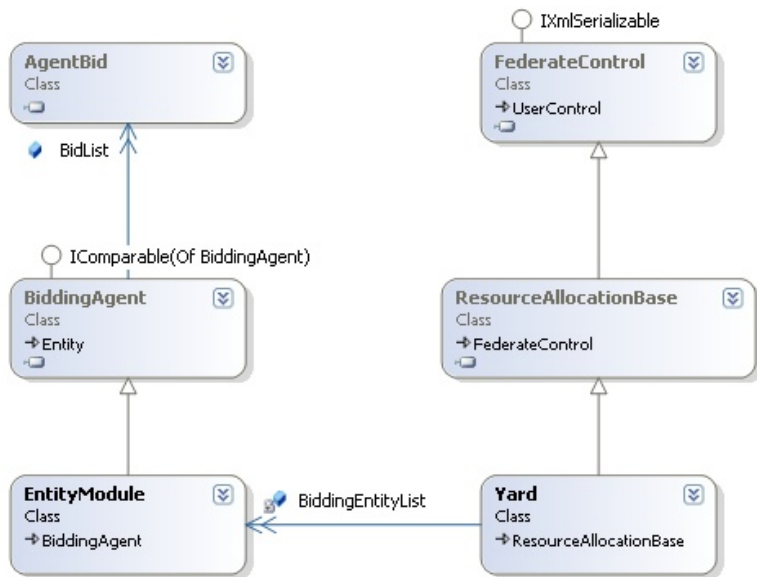 IXmlSerializable
AgentBid
Class
FederateControl
Class
UserControl
BidList
IComparable(Of BiddingAgent)
BiddingAgent
Class
Entity
ResourceAllocationBase
Class
FederateControl
EntityModule
Class
BiddingAgent
BiddingEntityList
Yard
Class
ResourceAllocationBase